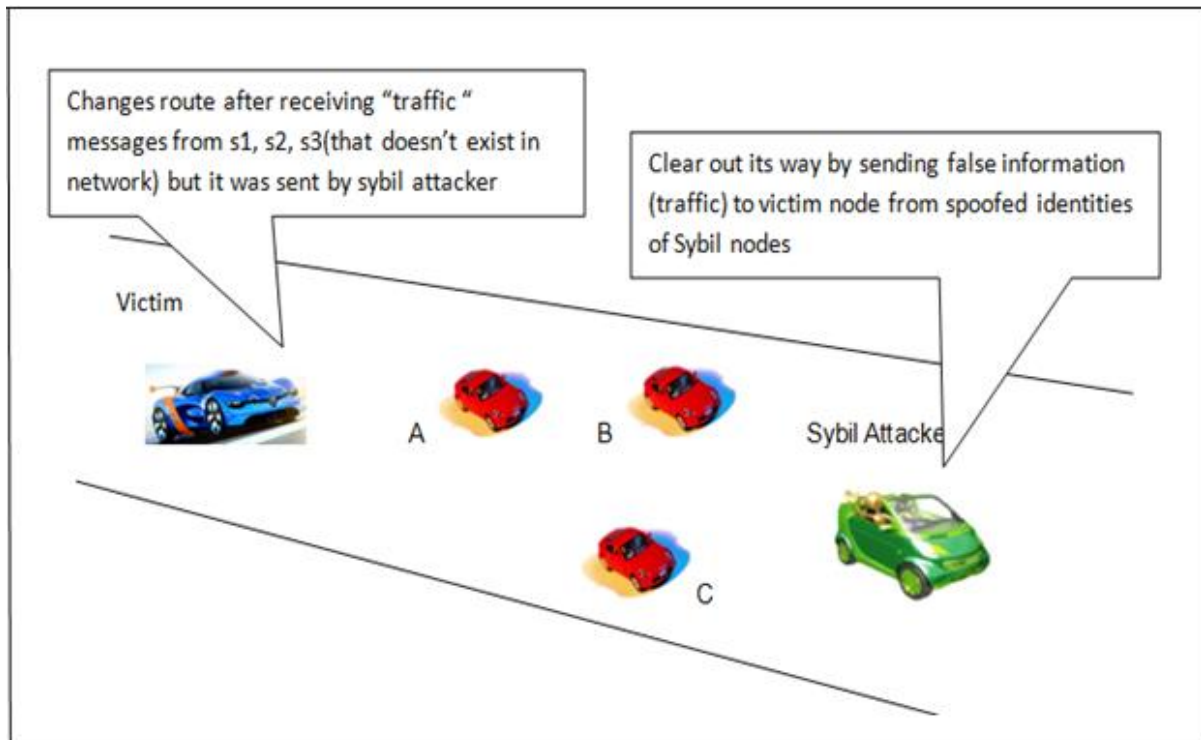 Changes route after receiving “traffic “
messages from s1, s2, s3(that doesn’t exist in
network) but it was sent by sybil attacker
Clear out its way by sending false information
(traffic) to victim node from spoofed identities
of Sybil nodes
Victim
A
B
Sybil Attacke
C